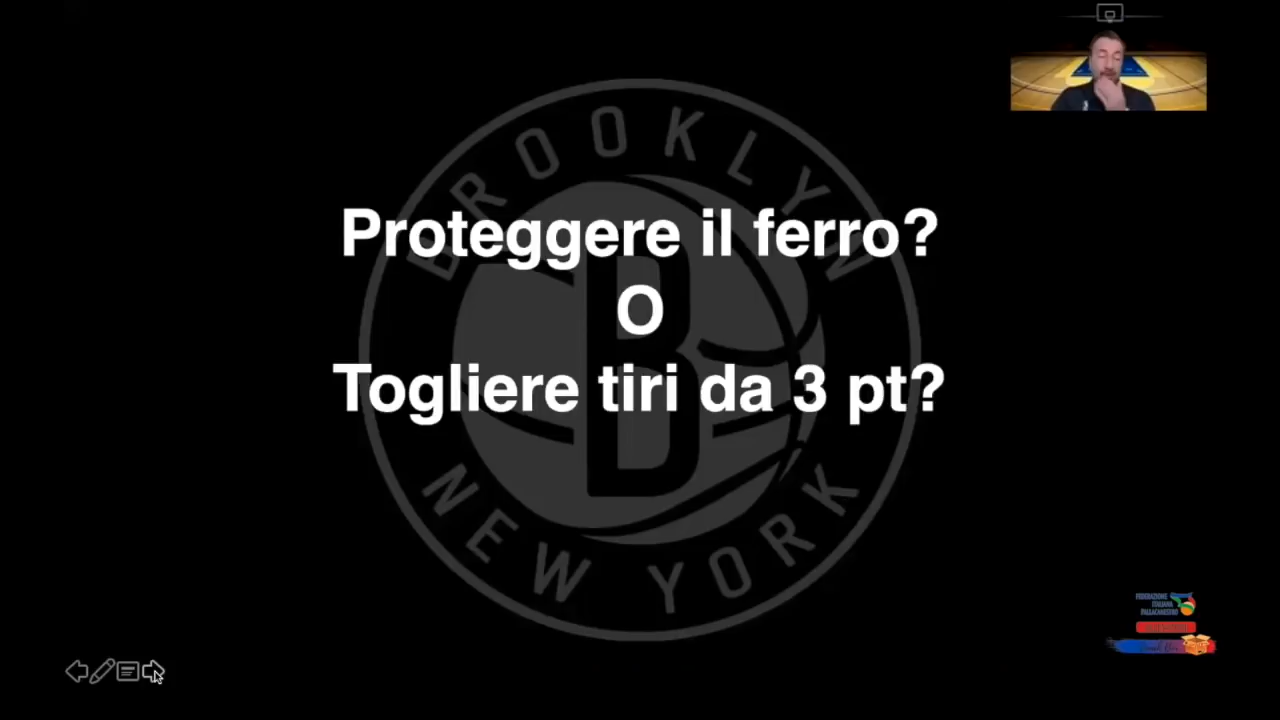 BROOKLYN
Proteggere il ferro?
O
B
Togliere tiri da 3 pt?
NEW YORK
FEDERAZIONE
ITALIANA
PALLACANESTRO